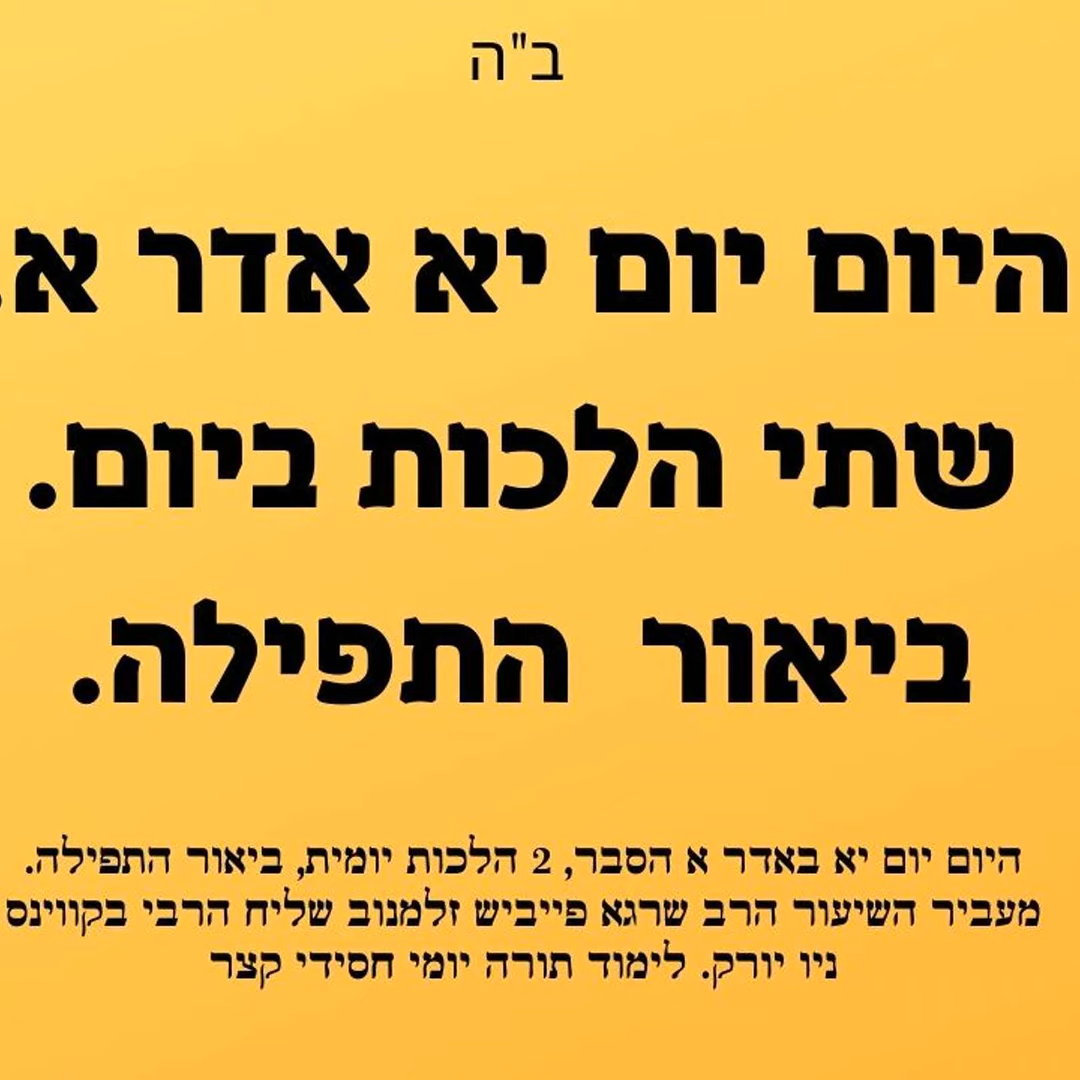 ב"ה
היום יום יא אדר א.
שתי הלכות ביום.
ביאור התפילה.
היום יום יא באדר א הסבר, 2 הלכות יומית, ביאור התפילה.
מעביר השיעור הרב שרגא פייביש זלמנוב שליח הרבי בקווינס
ניו יורק. לימוד תורה יומי חסידי קצר